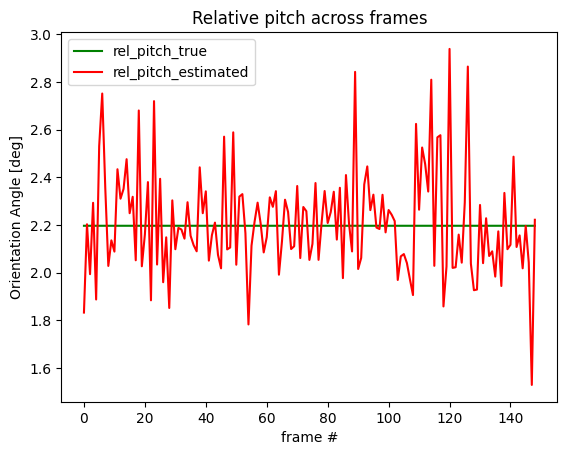 Relative pitch across frames
rel_pitch_true
rel_pitch_estimated
Orientation Angle [deg]
3.0
2.8
2.6
2.4
2.2
2.0
1.8
1.6
0 20 40 60 80 100 120 140
frame #